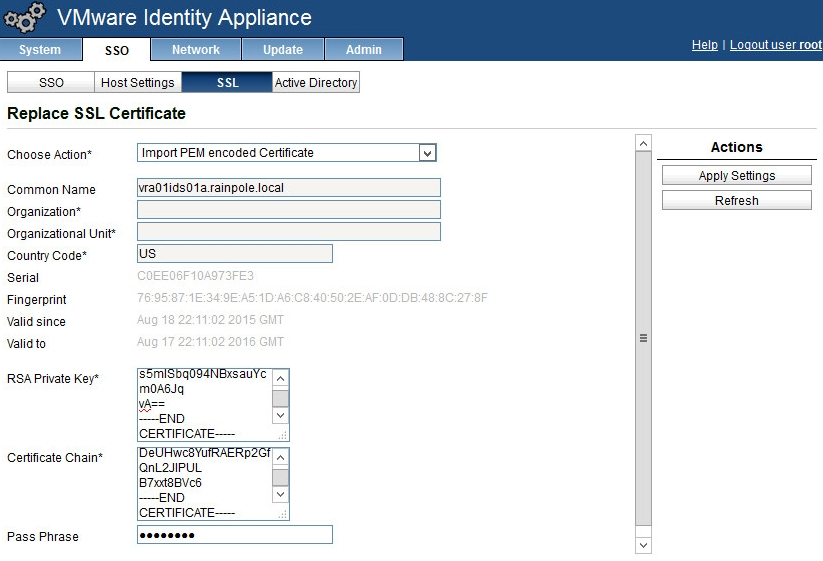 VMware Identity Appliance
System SSO Network Update Admin
Help | Logout user root
SSO Host Settings SSL Active Directory
Replace SSL Certificate
Choose Action* Import PEM encoded Certificate
Common Name vra01ids01a.rainpole.local
Organization*
Organizational Unit*
Country Code* US
Serial C0EE06F10A973FE3
Fingerprint 76:95:87:1E:34:9E:A5:1D:A6:C8:40:50:2E:AF:0D:DB:48:8C:27:8F
Valid since Aug 18 22:11:02 2015 GMT
Valid to Aug 17 22:11:02 2016 GMT
RSA Private Key*
s5mISbq094NBxsauYc
m0A6Jq
vA==
-----END
CERTIFICATE-----
Certificate Chain*
DeUHwc8YufRAERp2Gf
QnL2JIPUL
B7xxt8BVc6
-----END
CERTIFICATE-----
Pass Phrase ●●●●●●●●
Actions
Apply Settings
Refresh